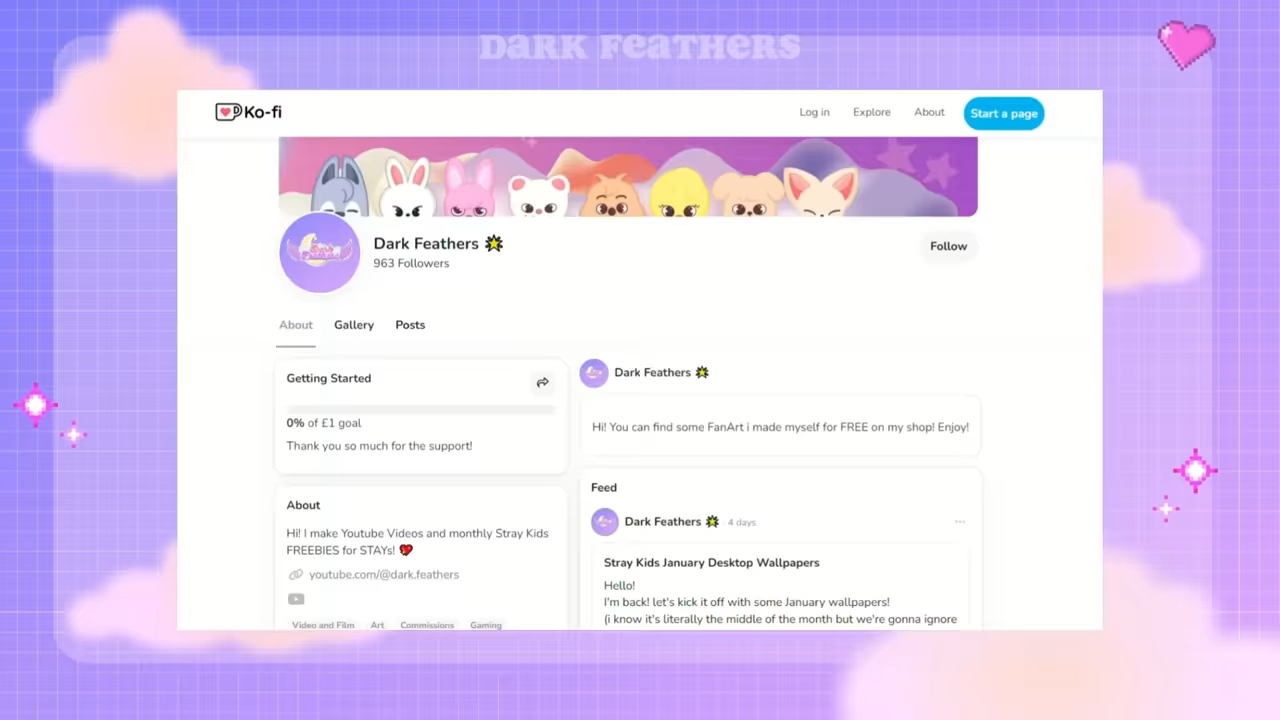 DARK FEATHERS
Ko-fi
Log in
Explore
About
Start a page
Dark Feathers
963 Followers
Follow
About
Gallery
Posts
Getting Started
0% of £1 goal
Thank you so much for the support!
About
Hi! I make Youtube Videos and monthly Stray Kids
FREEBIES for STAYs!
youtube.com/@dark.feathers
Video and Film
Art
Commissions
Gaming
Dark Feathers
Hi! You can find some FanArt i made myself for FREE on my shop! Enjoy!
Feed
Dark Feathers · 4 days
Stray Kids January Desktop Wallpapers
Hello!
I'm back! let's kick it off with some January wallpapers!
(i know it's literally the middle of the month but we're gonna ignore